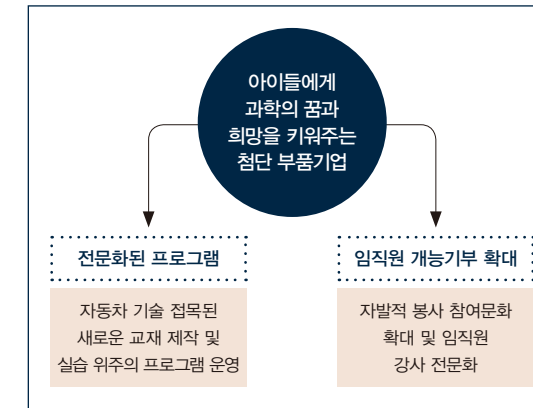 아이들에게
과학의 꿈과
희망을 키워주는
첨단 부품기업
전문화된 프로그램
자동차 기술 접목된
새로운 교재 제작 및
실습 위주의 프로그램 운영
임직원 개능기부 확대
자발적 봉사 참여문화
확대 및 임직원
강사 전문화